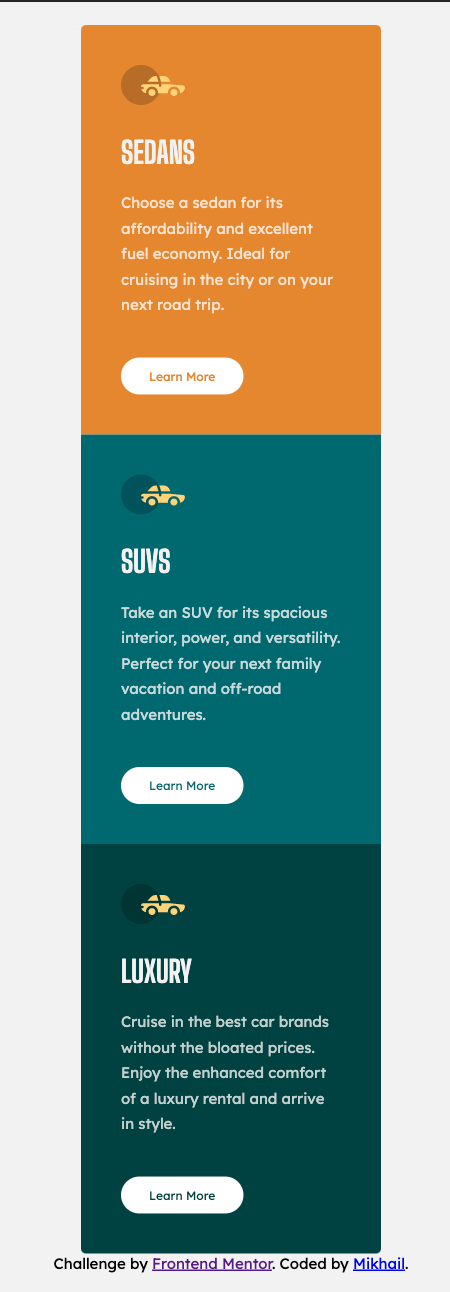 SEDANS
Choose a sedan for its
affordability and excellent
fuel economy. Ideal for
cruising in the city or on your
next road trip.
Learn More
SUVS
Take an SUV for its spacious
interior, power, and versatility.
Perfect for your next family
vacation and off-road
adventures.
Learn More
LUXURY
Cruise in the best car brands
without the bloated prices.
Enjoy the enhanced comfort
of a luxury rental and arrive
in style.
Learn More
Challenge by Frontend Mentor. Coded by Mikhail.